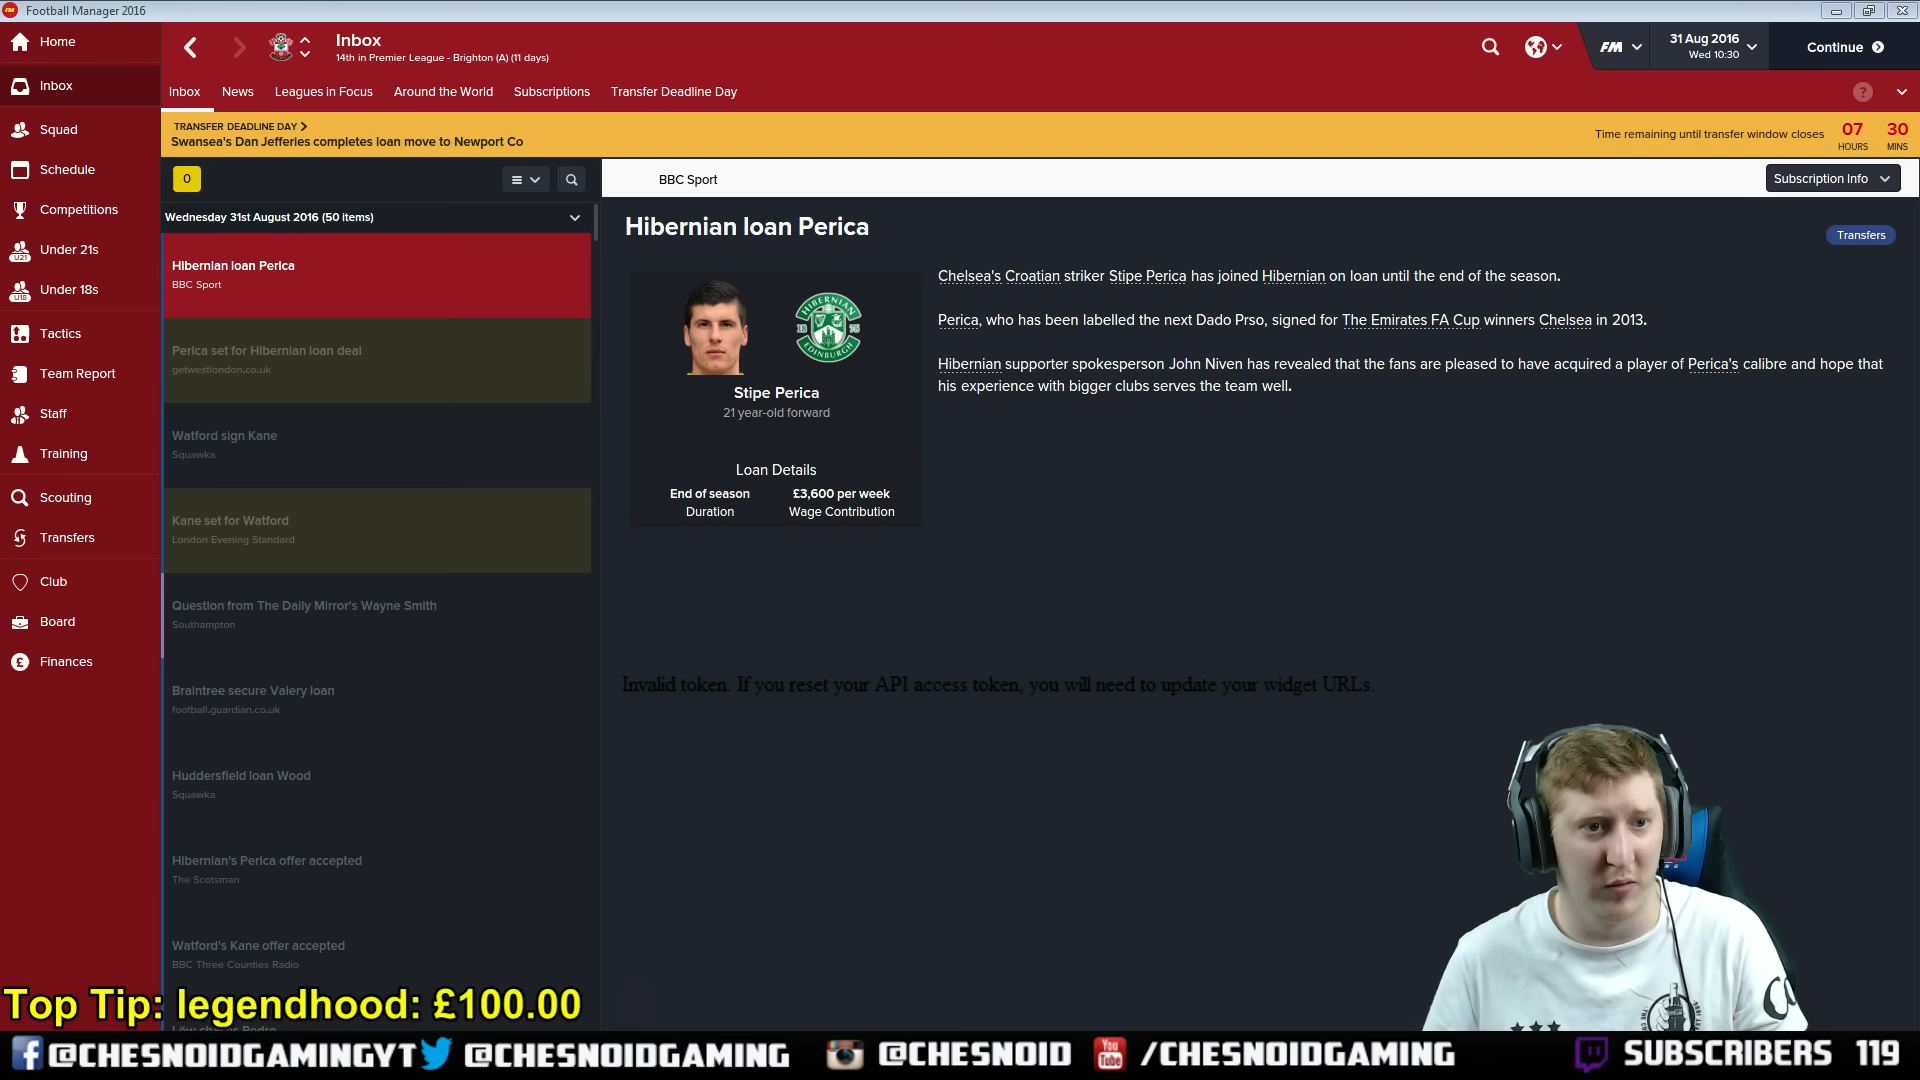 Football Manager 2016
Home
Inbox
Squad
Schedule
Competitions
Under 21s
U21
Under 18s
U18
Tactics
Team Report
Staff
Training
Scouting
Transfers
Club
Board
Finances
Inbox
14th in Premier League - Brighton (A) (11 days)
FM
31 Aug 2016
Wed 10:30
Continue
Inbox News Leagues in Focus Around the World Subscriptions Transfer Deadline Day
?
TRANSFER DEADLINE DAY
Swansea's Dan Jefferies completes loan move to Newport Co
Time remaining until transfer window closes
07 30
HOURS MINS
0
Wednesday 31st August 2016 (50 items)
Hibernian loan Perica
BBC Sport
Perica set for Hibernian loan deal
getwestlondon.co.uk
Watford sign Kane
Squawka
Kane set for Watford
London Evening Standard
Question from The Daily Mirror's Wayne Smith
Southampton
Braintree secure Valery loan
football.guardian.co.uk
Huddersfield loan Wood
Squawka
Hibernian's Perica offer accepted
The Scotsman
Watford's Kane offer accepted
BBC Three Counties Radio
BBC Sport
Subscription Info
Hibernian loan Perica
Transfers
HIBERNIAN
18 75
EDINBURGH
Stipe Perica
21 year-old forward
Loan Details
End of season £3,600 per week
Duration Wage Contribution
Chelsea's Croatian striker Stipe Perica has joined Hibernian on loan until the end of the season.
Perica, who has been labelled the next Dado Prso, signed for The Emirates FA Cup winners Chelsea in 2013.
Hibernian supporter spokesperson John Niven has revealed that the fans are pleased to have acquired a player of Perica's calibre and hope that
his experience with bigger clubs serves the team well.
Invalid token. If you reset your API access token, you will need to update your widget URLs.
Top Tip: legendhood: £100.00
@CHESNOIDGAMINGYT @CHESNOIDGAMING @CHESNOID You Tube /CHESNOIDGAMING SUBSCRIBERS 119